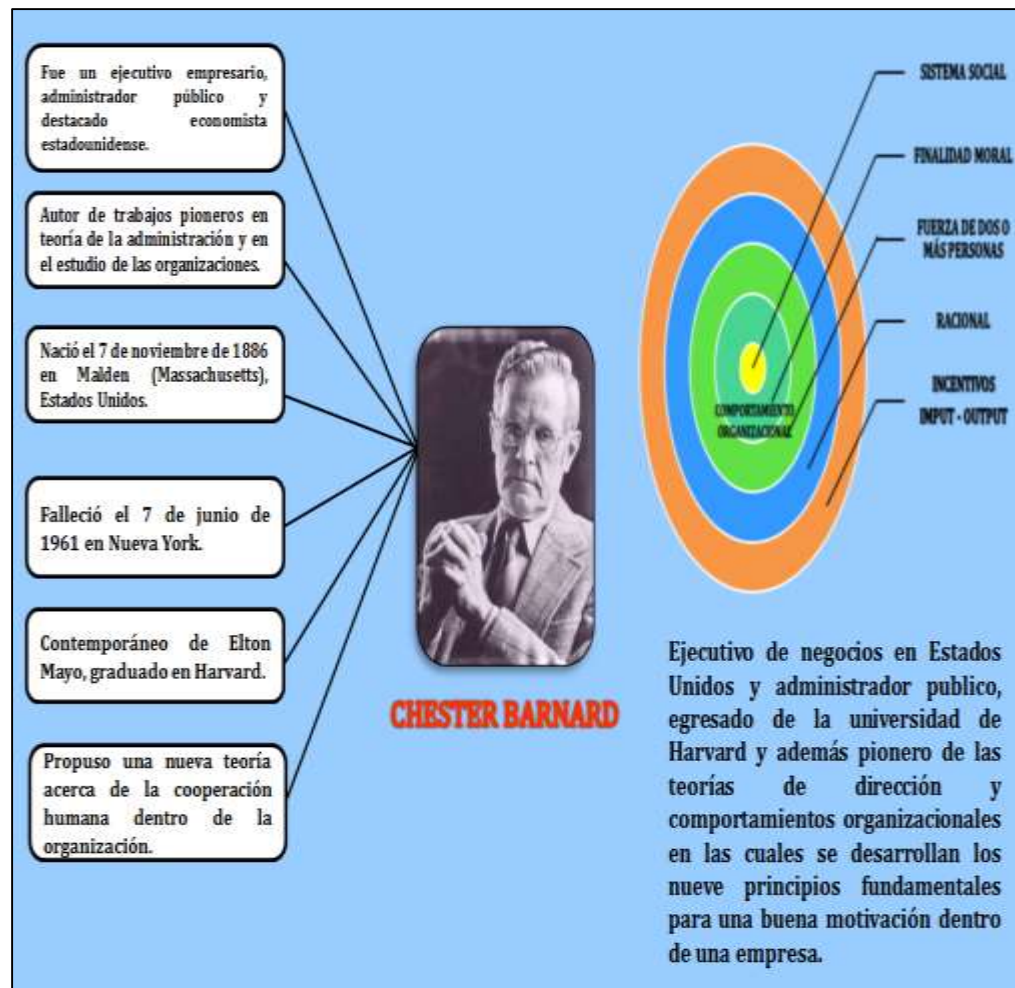 Fue un ejecutivo empresario,
administrador público y
destacado economista
estadounidense.
Autor de trabajos pioneros en
teoría de la administración y en
el estudio de las organizaciones.
Nació el 7 de noviembre de 1886
en Malden (Massachusetts),
Estados Unidos.
Falleció el 7 de junio de
1961 en Nueva York.
Contemporáneo de Elton
Mayo, graduado en Harvard.
Propuso una nueva teoría
acerca de la cooperación
humana dentro de la
organización.
CHESTER BARNARD
SISTEMA SOCIAL
FINALIDAD MORAL
FUERZA DE DOS O
MÁS PERSONAS
RACIONAL
INCENTIVOS
IMPUT - OUTPUT
COMPORTAMIENTO
ORGANIZACIONAL
Ejecutivo de negocios en Estados
Unidos y administrador publico,
egresado de la universidad de
Harvard y además pionero de las
teorías de dirección y
comportamientos organizacionales
en las cuales se desarrollan los
nueve principios fundamentales
para una buena motivación dentro
de una empresa.